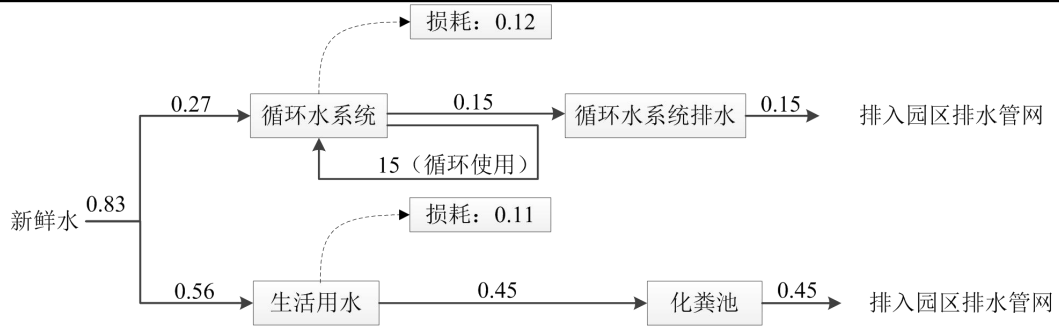 损耗：0.12
0.27
循环水系统
0.15
循环水系统排水
0.15
排入园区排水管网
15（循环使用）
新鲜水
0.83
损耗：0.11
0.56
生活用水
0.45
化粪池
0.45
排入园区排水管网